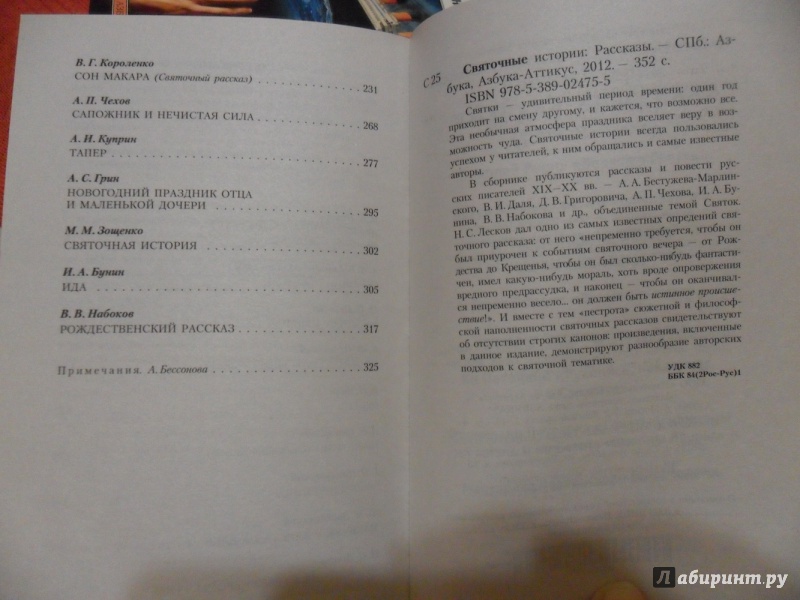 В. Г. Короленко
СОН МАКАРА (Святочный рассказ) 231
А. П. Чехов
САПОЖНИК И НЕЧИСТАЯ СИЛА 268
А. И. Куприн
ТАПЕР 277
А. С. Грин
НОВОГОДНИЙ ПРАЗДНИК ОТЦА
И МАЛЕНЬКОЙ ДОЧЕРИ 295
М. М. Зощенко
СВЯТОЧНАЯ ИСТОРИЯ 302
И. А. Бунин
ИДА 305
В. В. Набоков
РОЖДЕСТВЕНСКИЙ РАССКАЗ 317
Примечания. А. Бессонова 325
Святочные истории: Рассказы. — СПб.: Аз-
С 25 бука, Азбука-Аттикус, 2012. — 352 с.
ISBN 978-5-389-02475-5
Святки — удивительный период времени: один год
приходит на смену другому, и кажется, что возможно все.
Эта необычная атмосфера праздника вселяет веру в воз-
можность чуда. Святочные истории всегда пользовались
успехом у читателей, к ним обращались и самые известные
авторы.
В сборнике публикуются рассказы и повести рус-
ских писателей XIX—XX вв. — А. А. Бестужева-Марлин-
ского, В. И. Даля, Д. В. Григоровича, А. П. Чехова, И. А. Бу-
нина, В. В. Набокова и др., объединенные темой Святок.
Н. С. Лесков дал одно из самых известных опредений свя-
точного рассказа: от него «непременно требуется, чтобы он
был приурочен к событиям святочного вечера — от Рож-
дества до Крещенья, чтобы он был сколько-нибудь фантасти-
чен, имел какую-нибудь мораль, хоть вроде опровержения
вредного предрассудка, и наконец — чтобы он оканчивал-
ся непременно весело... он должен быть истинное происше-
ствие!». И вместе с тем «пестрота» сюжетной и философ-
ской наполненности святочных рассказов свидетельствуют
об отсутствии строгих канонов: произведения, включенные
в данное издание, демонстрируют разнообразие авторских
подходов к святочной тематике.
УДК 882
ББК 84(2Рос-Рус)1
Лабиринт.ру